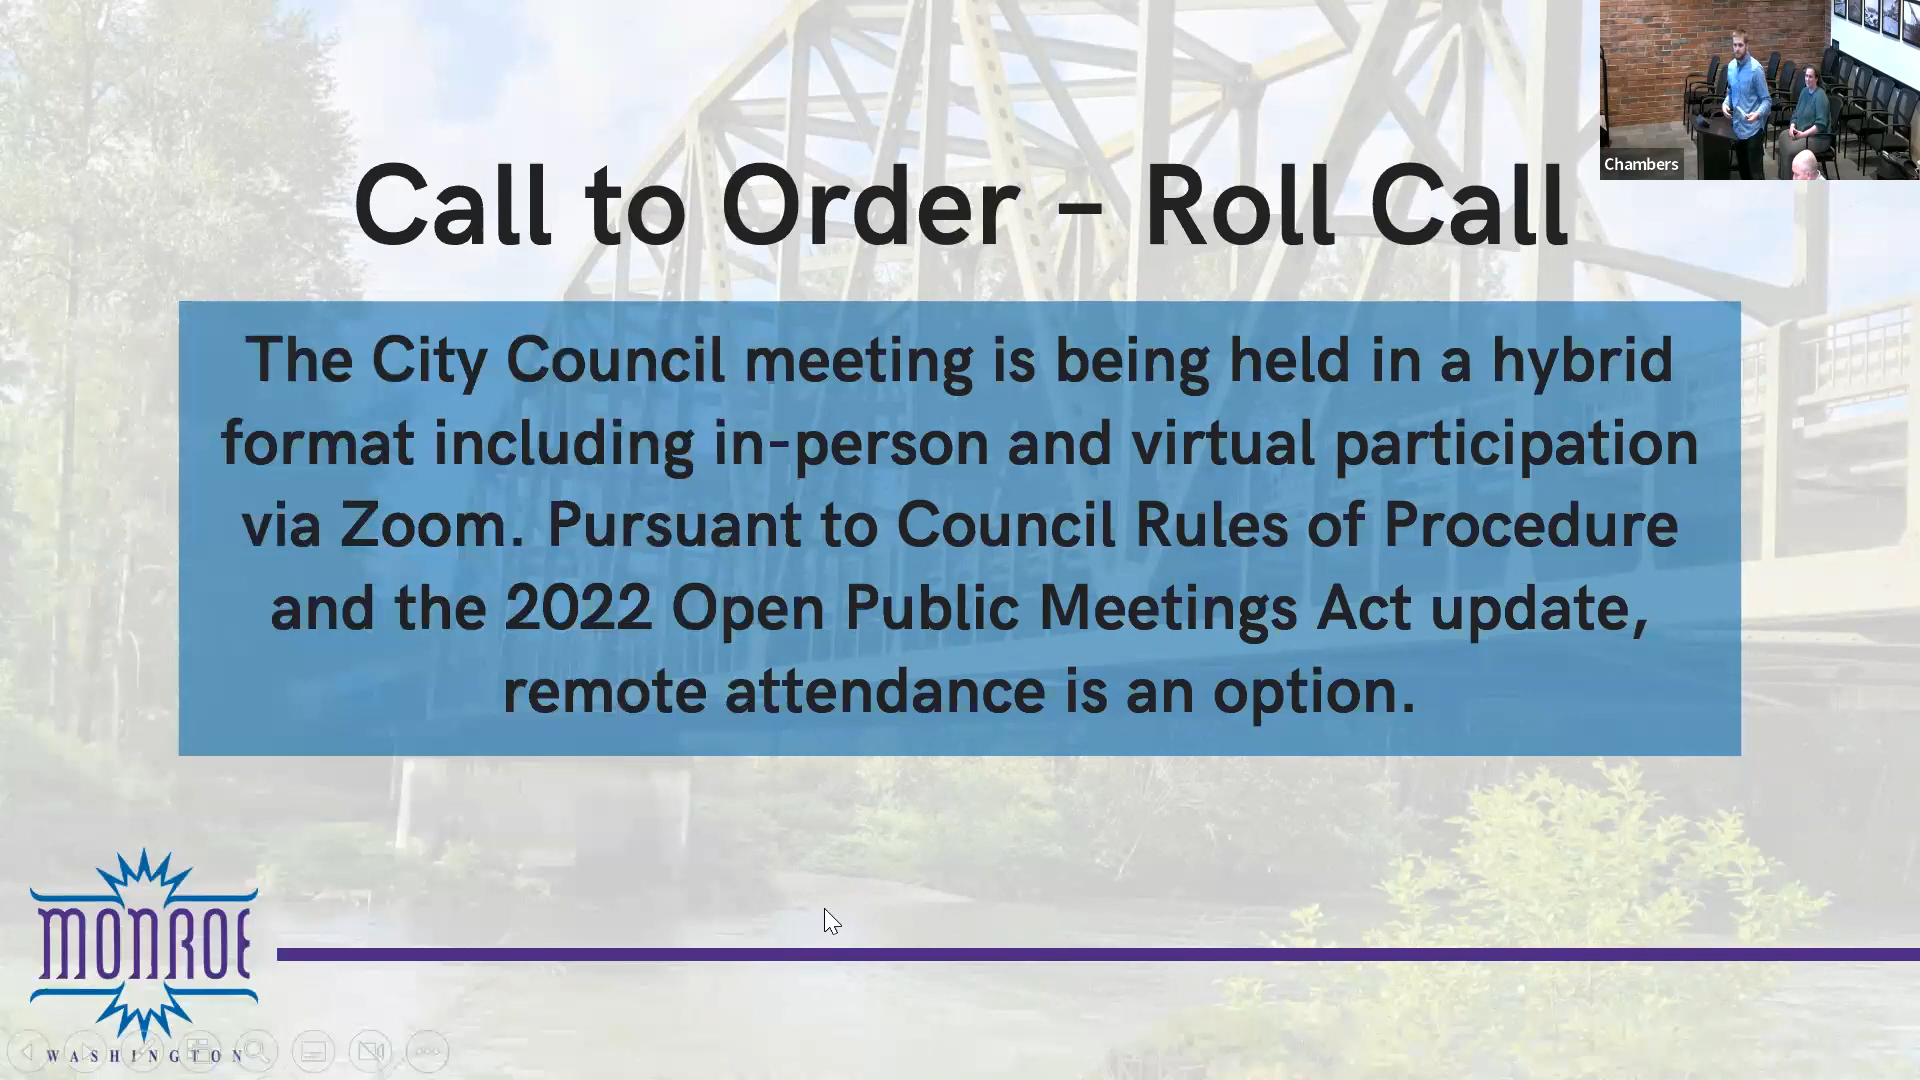 Chambers
Call to Order – Roll Call
The City Council meeting is being held in a hybrid
format including in-person and virtual participation
via Zoom. Pursuant to Council Rules of Procedure
and the 2022 Open Public Meetings Act update,
remote attendance is an option.
MONROE
WASHINGTON